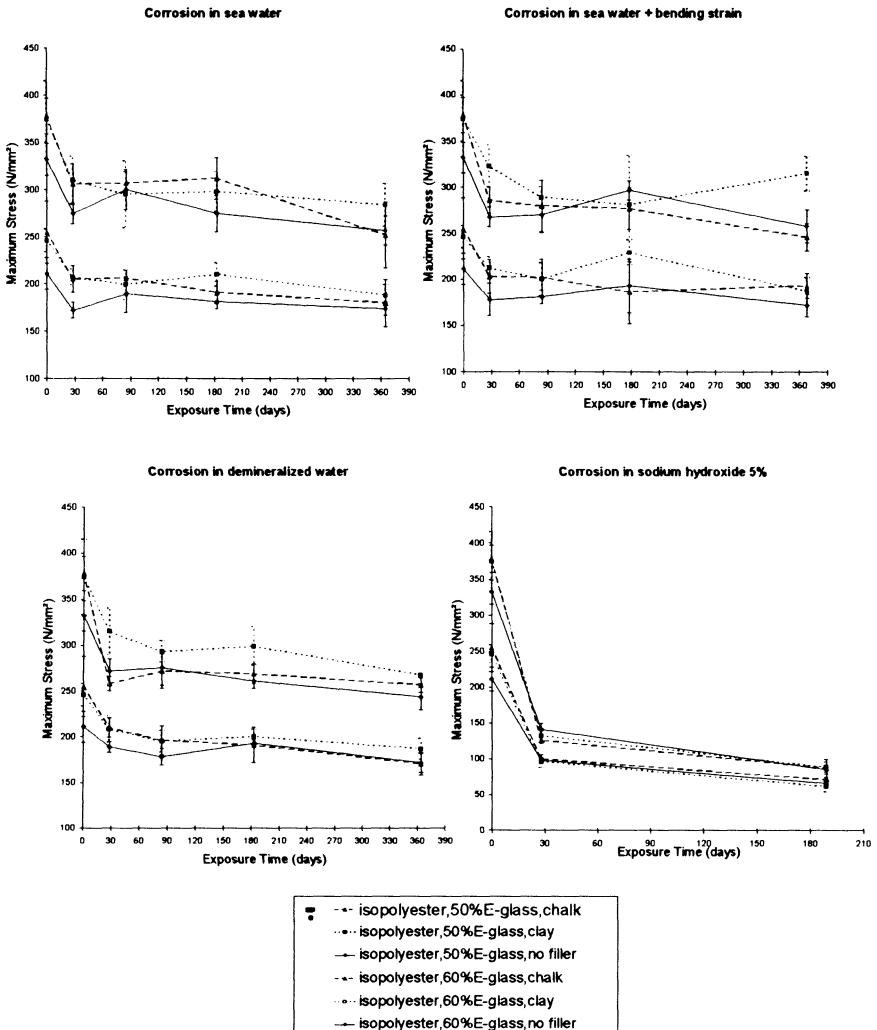 Corrosion in sea water
450
400
350
300
250
200
150
100
Maximum Stress (N/mm²)
0 30 60 90 120 150 180 210 240 270 300 330 360 390
Exposure Time (days)
Corrosion in sea water + bending strain
450
400
350
300
250
200
150
100
Maximum Stress (N/mm²)
0 30 60 90 120 150 180 210 240 270 300 330 360 390
Exposure Time (days)
Corrosion in demineralized water
450
400
350
300
250
200
150
100
Maximum Stress (N/mm²)
0 30 60 90 120 150 180 210 240 270 300 330 360 390
Exposure Time (days)
Corrosion in sodium hydroxide 5%
450
400
350
300
250
200
150
100
50
0
Maximum Stress (N/mm²)
0 30 60 90 120 150 180 210
Exposure Time (days)
isopolyester,50%E-glass,chalk
isopolyester,50%E-glass,clay
isopolyester,50%E-glass,no filler
isopolyester,60%E-glass,chalk
isopolyester,60%E-glass,clay
isopolyester,60%E-glass,no filler